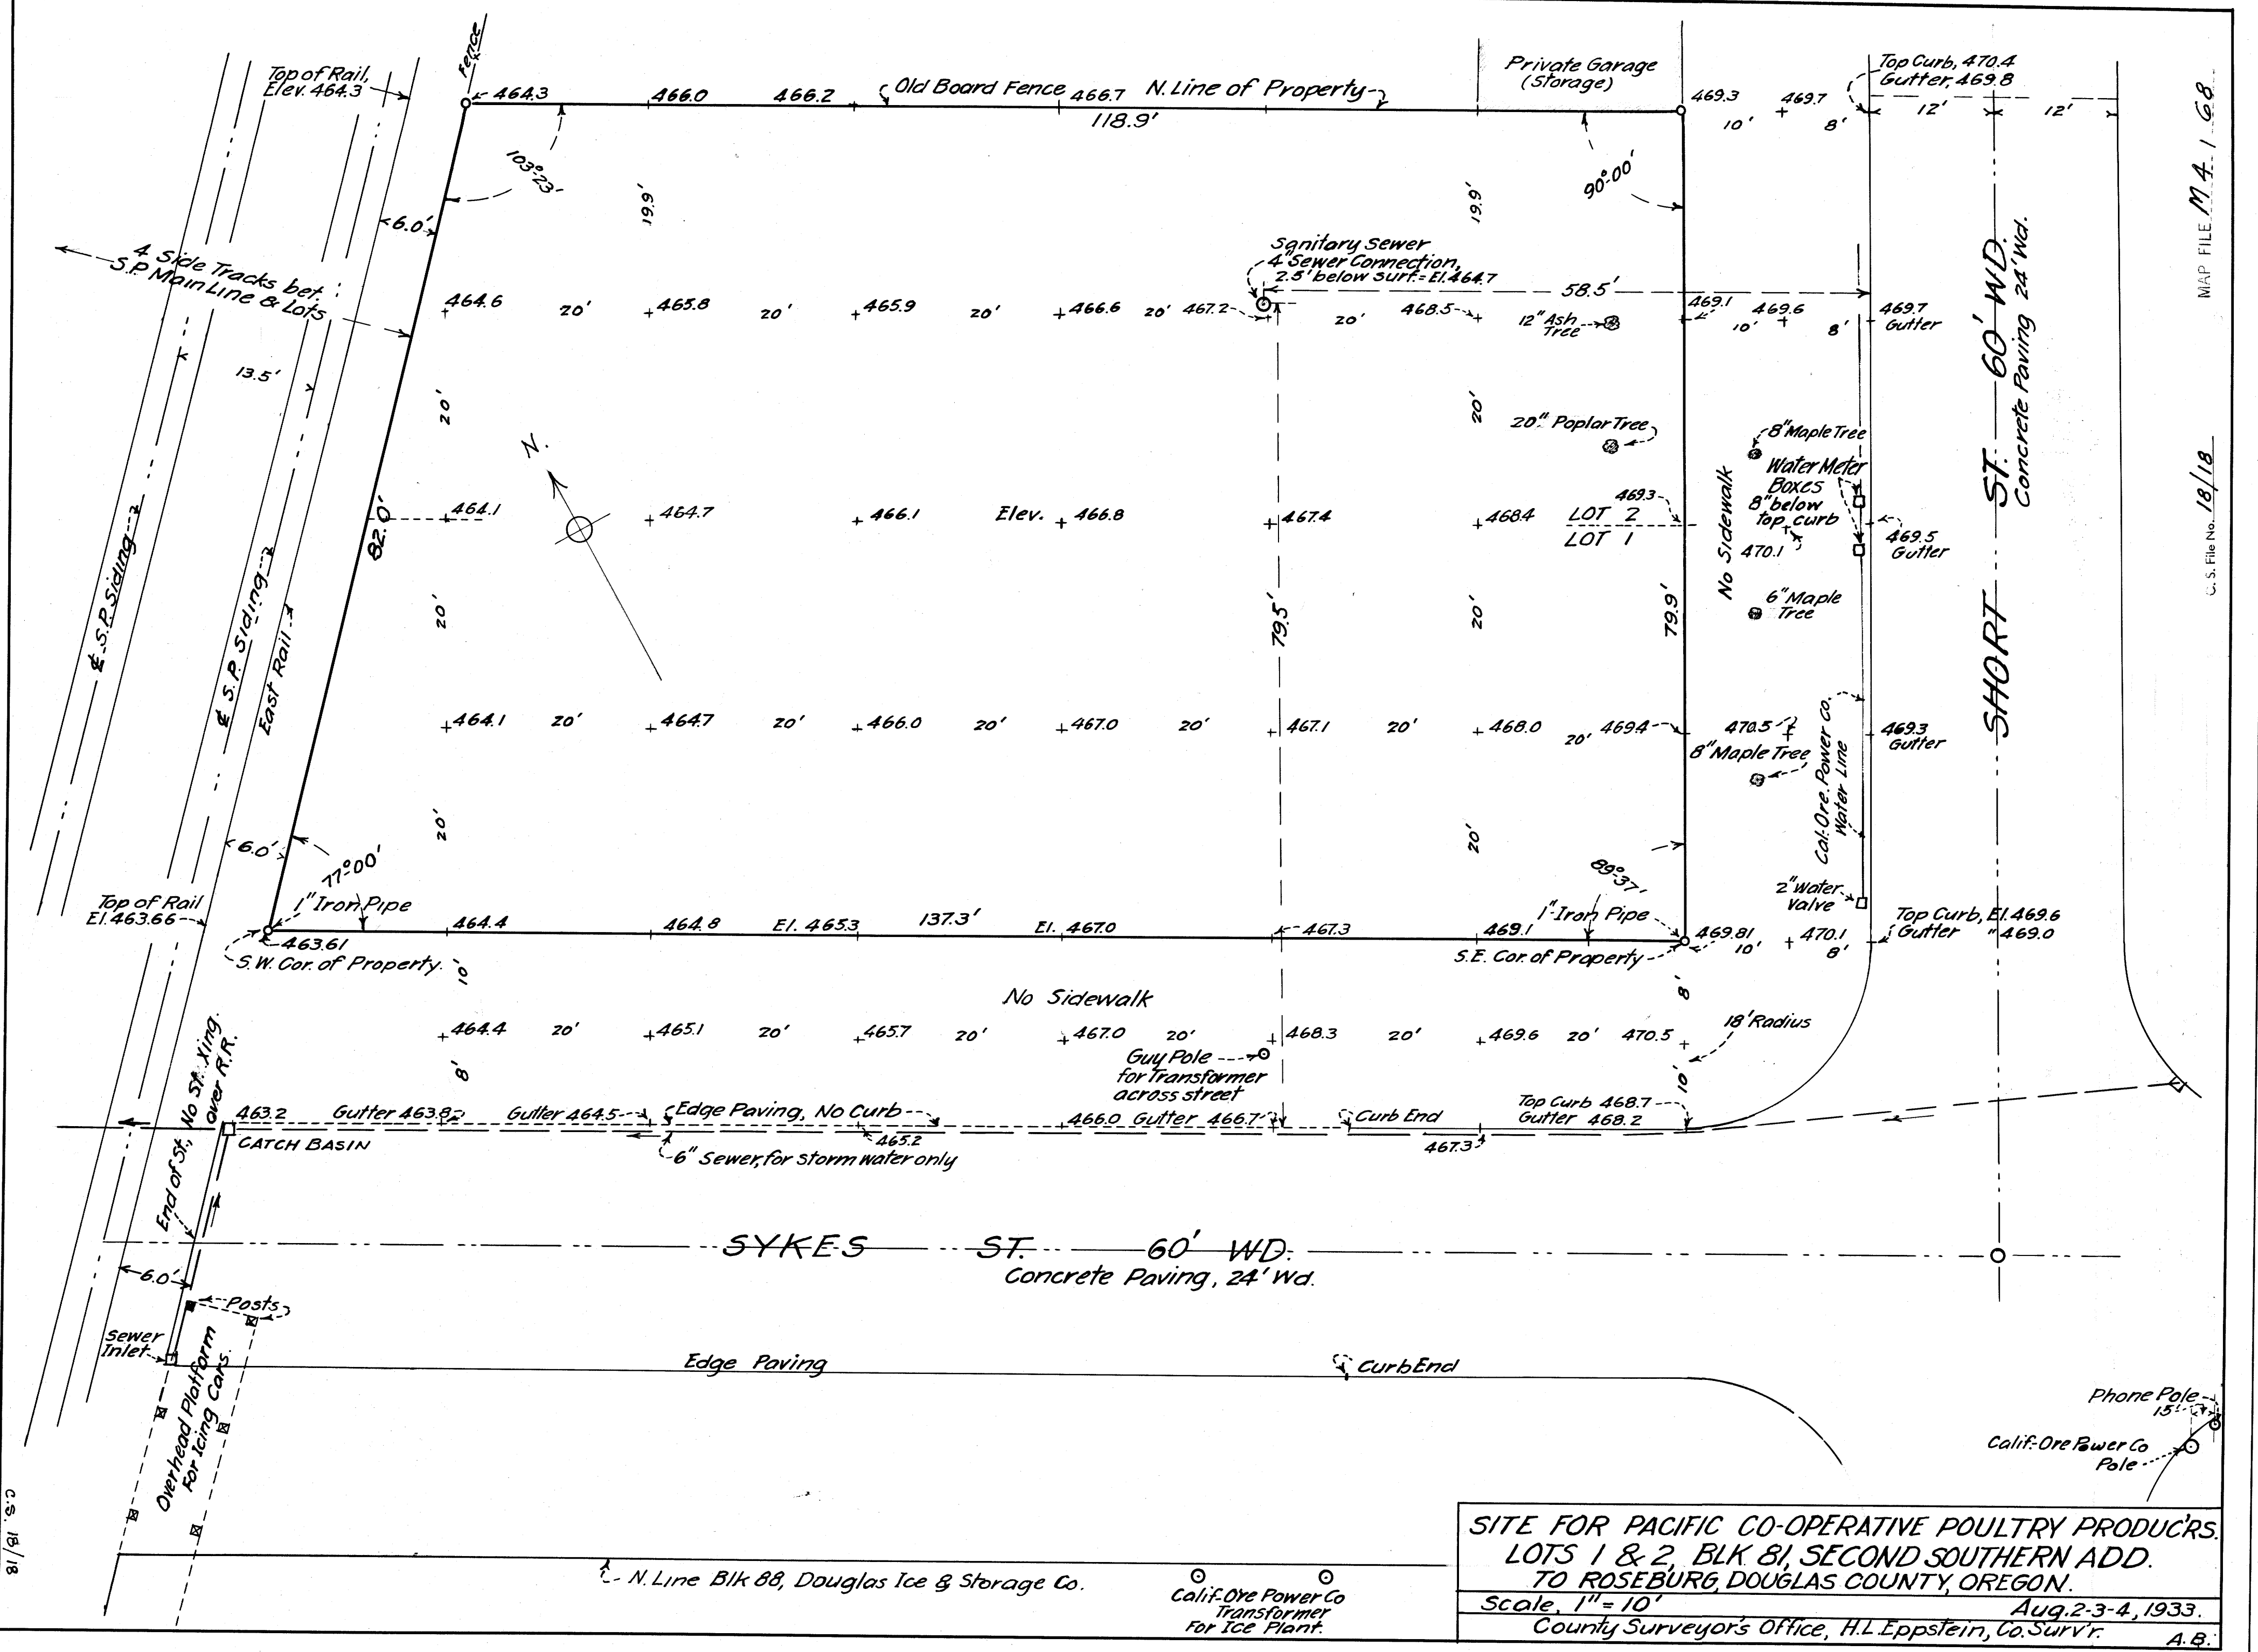 Fence
Top of Rail,
Elev. 464.3
464.3
466.0
466.2
Old Board Fence
466.7
N. Line of Property
118.9'
Private Garage
(Storage)
469.3
469.7
10'
8'
Top Curb, 470.4
Gutter, 469.8
12'
12'
103°-23'
90°-00'
6.0'
19.9'
19.9'
4 Side Tracks bet.
S.P. Main Line & Lots
Sanitary Sewer
4" Sewer Connection,
2.5' below surf. = El. 464.7
58.5'
464.6
20'
465.8
20'
465.9
20'
466.6
20'
467.2
20'
468.5
12" Ash
Tree
469.1
10'
469.6
8'
469.7
Gutter
13.5'
20'
20'
20" Poplar Tree
8" Maple Tree
Water Meter
Boxes
8" below
top curb
N.
82.0'
464.1
464.7
466.1
Elev.
466.8
467.4
468.4
469.3
LOT 2
LOT 1
No Sidewalk
470.1
469.5
Gutter
6" Maple
Tree
℄ S.P. Siding
℄ S.P. Siding
East Rail
20'
79.5'
20'
79.9'
SHORT ST. 60' WD.
Concrete Paving 24' Wd.
464.1
20'
464.7
20'
466.0
20'
467.0
20'
467.1
20'
468.0
20'
469.4
470.5
8" Maple Tree
469.3
Gutter
Cal.-Ore. Power Co.
Water Line
20'
20'
6.0'
77°00'
89°-37'
1" Iron Pipe
1" Iron Pipe
2" Water
Valve
Top of Rail
El. 463.66
463.61
S.W. Cor. of Property.
464.4
464.8
El. 465.3
137.3'
El. 467.0
467.3
469.1
S.E. Cor. of Property
469.81
10'
470.1
8'
Top Curb, El. 469.6
Gutter " 469.0
10'
No Sidewalk
8'
464.4
20'
465.1
20'
465.7
20'
467.0
20'
468.3
20'
469.6
20'
470.5
18' Radius
8'
10'
Guy Pole
for Transformer
across street
End of St., No St. Xing.
over R.R.
463.2
Gutter 463.8
Gutter 464.5
Edge Paving, No Curb
466.0
Gutter 466.7
Curb End
Top Curb 468.7
Gutter 468.2
CATCH BASIN
465.2
467.3
6" Sewer, for storm water only
SYKES ST. 60' WD.
Concrete Paving, 24' Wd.
6.0'
Posts
Sewer
Inlet
Overhead Platform
For Icing Cars.
Edge Paving
Curb End
Phone Pole
15'
Calif.-Ore Power Co
Pole
N. Line Blk 88, Douglas Ice & Storage Co.
Calif-Ore Power Co
Transformer
For Ice Plant.
SITE FOR PACIFIC CO-OPERATIVE POULTRY PRODUC'RS.
LOTS 1 & 2, BLK 81, SECOND SOUTHERN ADD.
TO ROSEBURG, DOUGLAS COUNTY, OREGON.
Scale, 1" = 10'
Aug. 2-3-4, 1933.
County Surveyor's Office, H.L. Eppstein, Co. Surv'r.
A.B.
MAP FILE M 4-1 68
C. S. File No. 18/18
C.S. 18/18